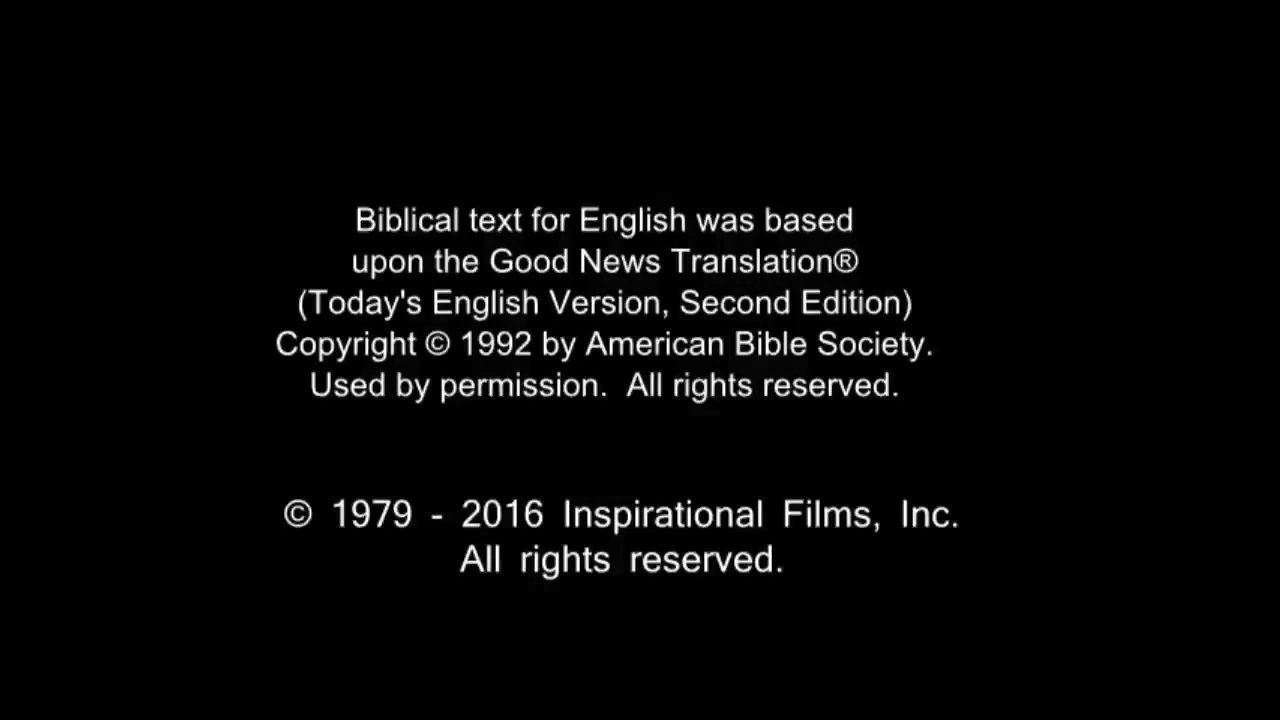 Biblical text for English was based
upon the Good News Translation®
(Today's English Version, Second Edition)
Copyright © 1992 by American Bible Society.
Used by permission.  All rights reserved.
© 1979 - 2016 Inspirational Films, Inc.
All rights reserved.